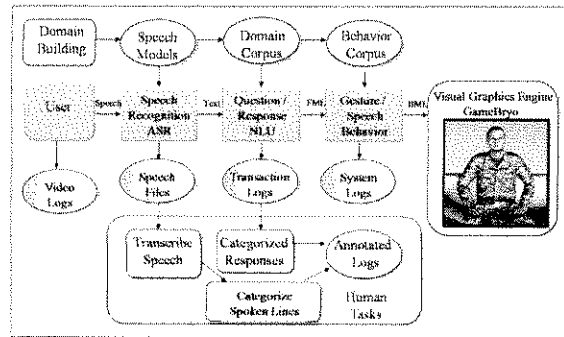 Domain
Building
Speech
Models
Domain
Corpus
Behavior
Corpus
User
Speech
Speech
Recognition
ASR
Text
Question /
Response
NLU
FML
Gesture /
Speech
Behavior
BML
Visual Graphics Engine
GameBryo
Video
Logs
Speech
Files
Transaction
Logs
System
Logs
Transcribe
Speech
Categorized
Responses
Annotated
Logs
Categorize
Spoken Lines
Human
Tasks